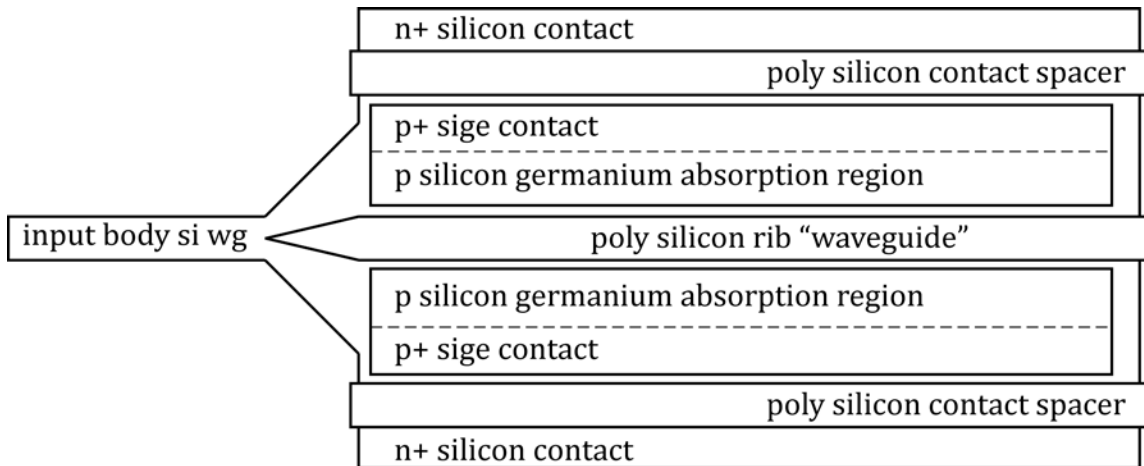 n+ silicon contact
poly silicon contact spacer
p+ sige contact
p silicon germanium absorption region
input body si wg
poly silicon rib “waveguide”
p silicon germanium absorption region
p+ sige contact
poly silicon contact spacer
n+ silicon contact